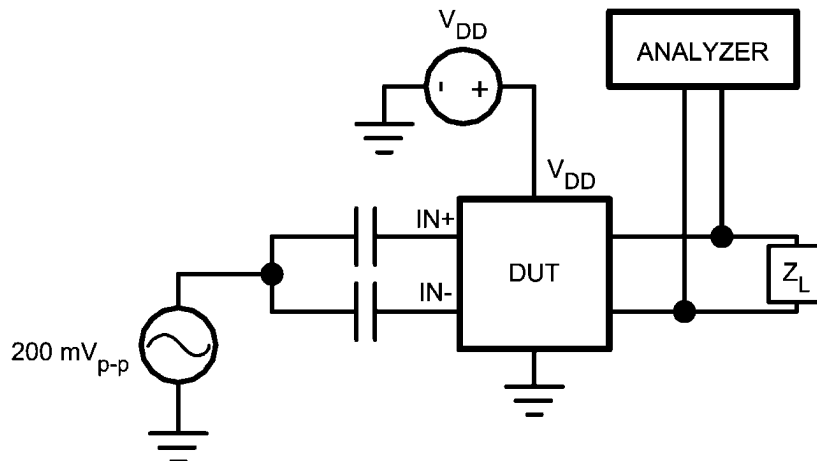 V_DD
ANALYZER
- +
V_DD
IN+
DUT
Z_L
IN-
200 mV_p-p